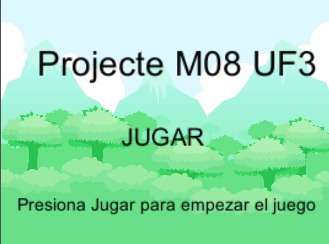 Projecte M08 UF3
JUGAR
Presiona Jugar para empezar el juego